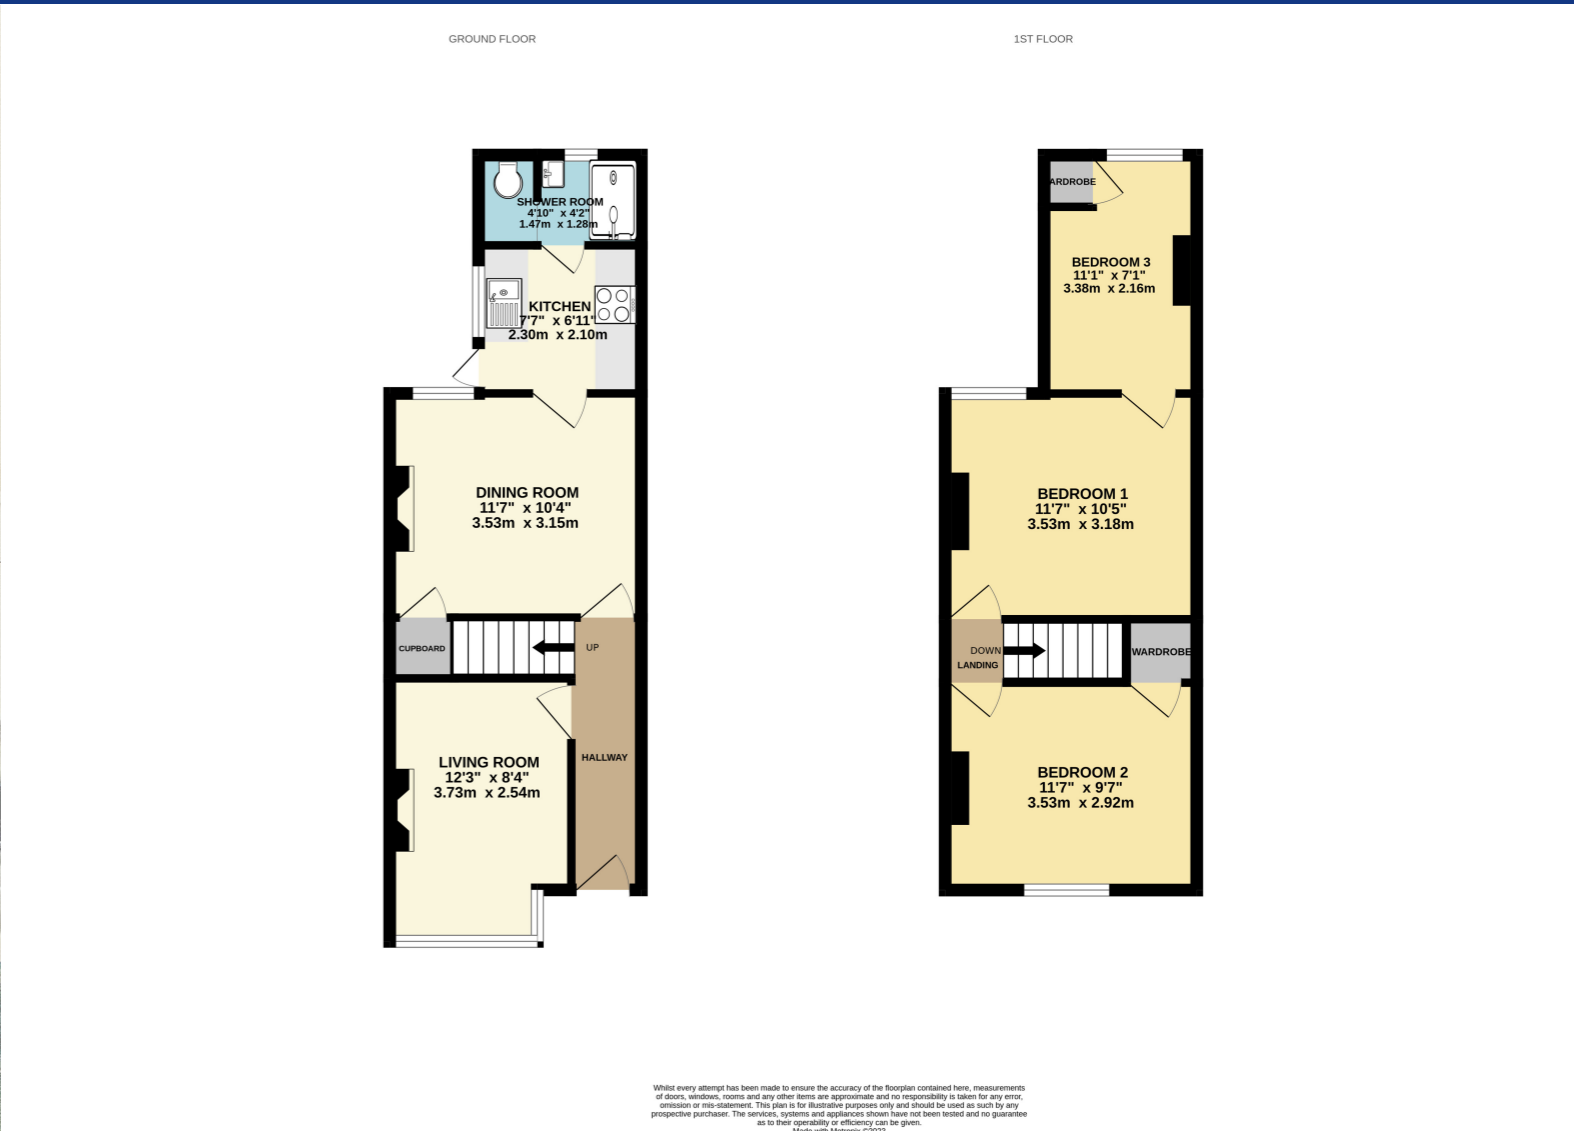 GROUND FLOOR
1ST FLOOR
SHOWER ROOM
4'10" x 4'2"
1.47m x 1.28m
KITCHEN
7'7" x 6'11"
2.30m x 2.10m
DINING ROOM
11'7" x 10'4"
3.53m x 3.15m
CUPBOARD
UP
HALLWAY
LIVING ROOM
12'3" x 8'4"
3.73m x 2.54m
ARDROBE
BEDROOM 3
11'1" x 7'1"
3.38m x 2.16m
BEDROOM 1
11'7" x 10'5"
3.53m x 3.18m
DOWN
LANDING
WARDROBE
BEDROOM 2
11'7" x 9'7"
3.53m x 2.92m
Whilst every attempt has been made to ensure the accuracy of the floorplan contained here, measurements
of doors, windows, rooms and any other items are approximate and no responsibility is taken for any error,
omission or mis-statement. This plan is for illustrative purposes only and should be used as such by any
prospective purchaser. The services, systems and appliances shown have not been tested and no guarantee
as to their operability or efficiency can be given.
Made with Metropix ©2023